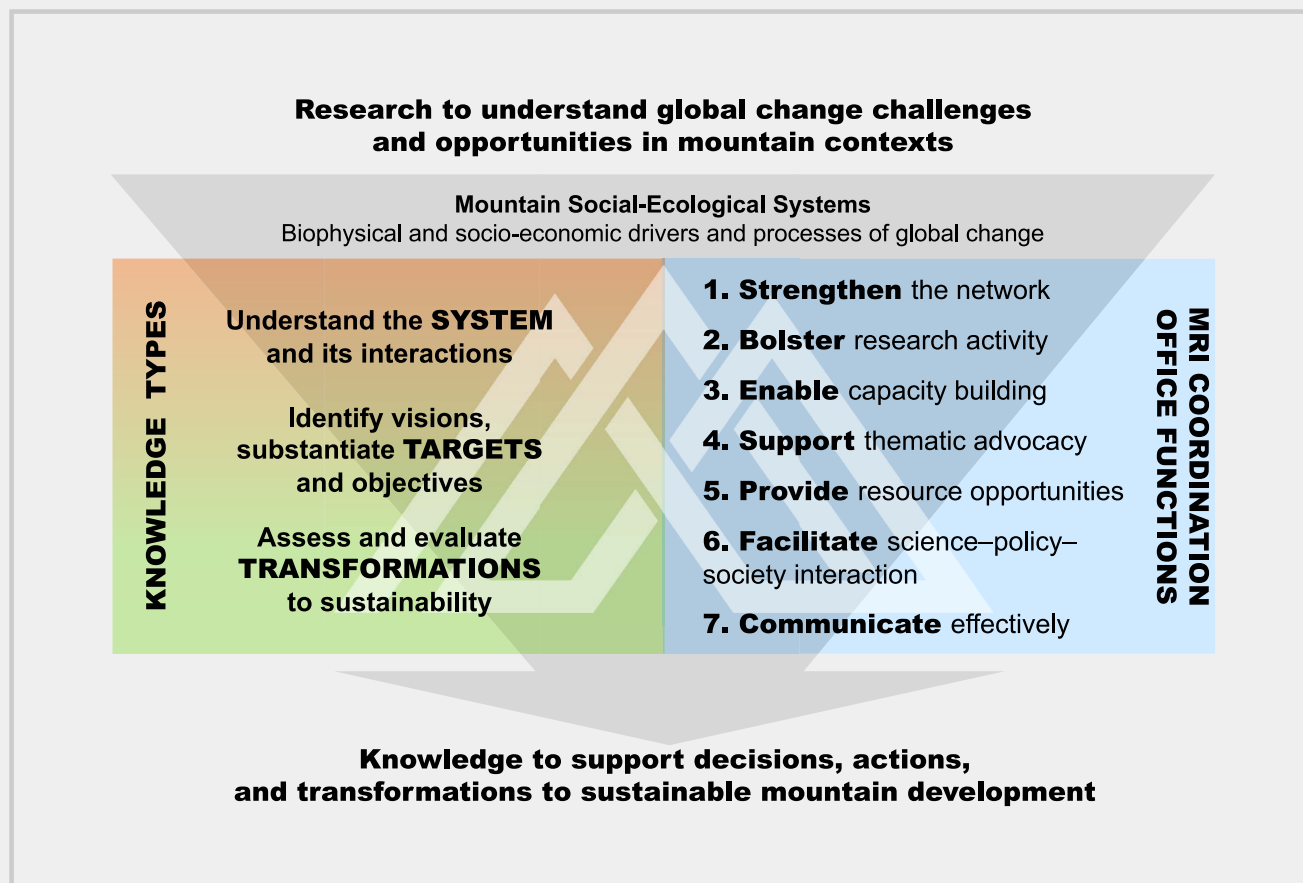 Research to understand global change challenges
and opportunities in mountain contexts
Mountain Social-Ecological Systems
Biophysical and socio-economic drivers and processes of global change
KNOWLEDGE TYPES
Understand the SYSTEM
and its interactions
Identify visions,
substantiate TARGETS
and objectives
Assess and evaluate
TRANSFORMATIONS
to sustainability
1. Strengthen the network
2. Bolster research activity
3. Enable capacity building
4. Support thematic advocacy
5. Provide resource opportunities
6. Facilitate science–policy–
society interaction
7. Communicate effectively
MRI COORDINATION
OFFICE FUNCTIONS
Knowledge to support decisions, actions,
and transformations to sustainable mountain development